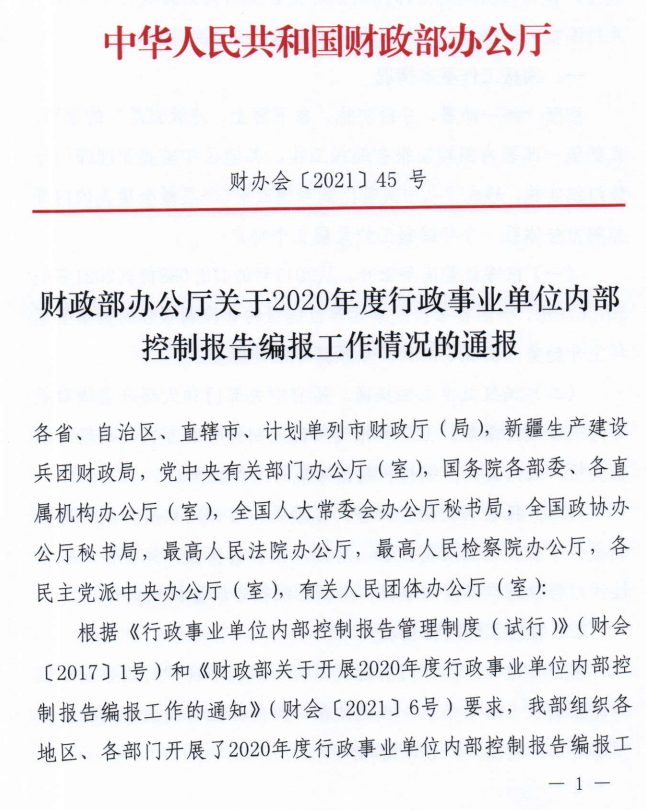 中华人民共和国财政部办公厅
财办会〔2021〕45 号
财政部办公厅关于2020年度行政事业单位内部
控制报告编报工作情况的通报
各省、自治区、直辖市、计划单列市财政厅（局），新疆生产建设
兵团财政局，党中央有关部门办公厅（室），国务院各部委、各直
属机构办公厅（室），全国人大常委会办公厅秘书局，全国政协办
公厅秘书局，最高人民法院办公厅，最高人民检察院办公厅，各
民主党派中央办公厅（室），有关人民团体办公厅（室）：
根据《行政事业单位内部控制报告管理制度（试行）》（财会
〔2017〕1号）和《财政部关于开展2020年度行政事业单位内部控
制报告编报工作的通知》（财会〔2021〕6号）要求，我部组织各
地区、各部门开展了2020年度行政事业单位内部控制报告编报工
— 1 —